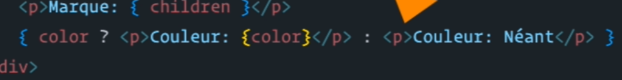 <p>Marque: { children }</p>
{ color ? <p>Couleur: {color}</p> : <p>Couleur: Néant</p> }
div>